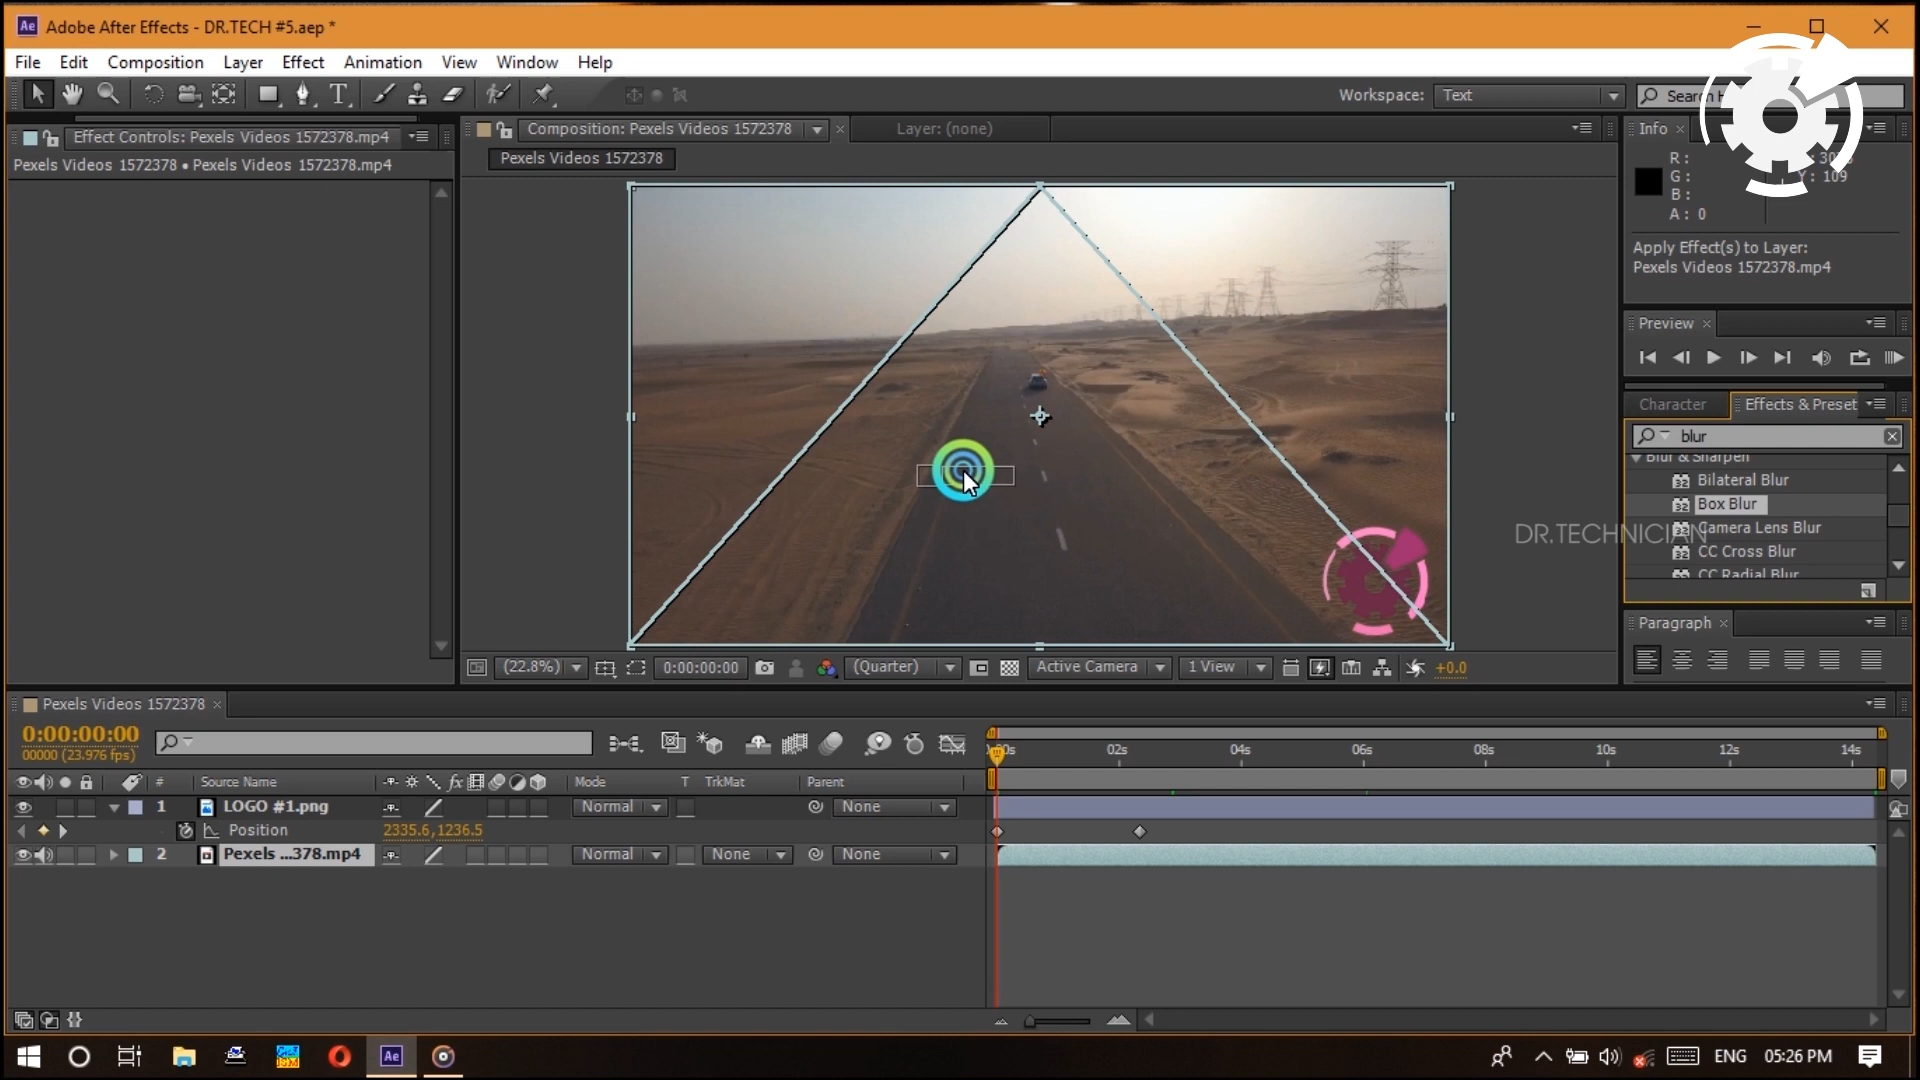 Ae Adobe After Effects - DR.TECH #5.aep *
File Edit Composition Layer Effect Animation View Window Help
Workspace: Text
Search
Effect Controls: Pexels Videos 1572378.mp4
Pexels Videos 1572378 • Pexels Videos 1572378.mp4
Composition: Pexels Videos 1572378
Layer: (none)
Pexels Videos 1572378
Info
R:
G:
B:
A: 0
Y: 109
Apply Effect(s) to Layer:
Pexels Videos 1572378.mp4
Preview
Character Effects & Preset
blur
Blur & Sharpen
Bilateral Blur
Box Blur
Camera Lens Blur
CC Cross Blur
CC Radial Blur
DR.TECHNICIAN
Paragraph
(22.8%) 0:00:00:00 (Quarter) Active Camera 1 View +0.0
Pexels Videos 1572378
0:00:00:00
00000 (23.976 fps)
02s 04s 06s 08s 10s 12s 14s
# Source Name fx Mode T TrkMat Parent
1 LOGO #1.png Normal None
Position 2335.6,1236.5
2 Pexels ...378.mp4 Normal None None
Ae ENG 05:26 PM